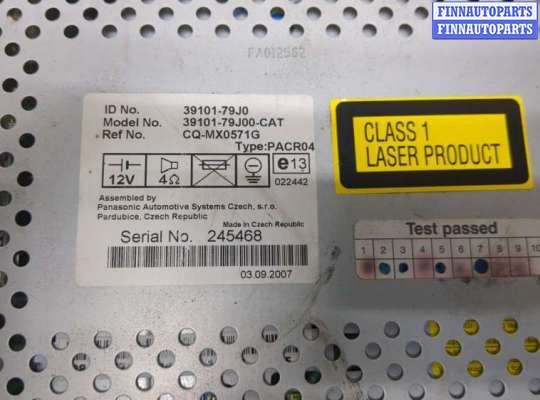 FINNAUTOPARTS
FINNAUTOPARTS
FA012562
ID No. 39101-79J0
Model No. 39101-79J00-CAT
Ref No. CQ-MX0571G
Type:PACR04
12V 4Ω e13
022442
Assembled by
Panasonic Automotive Systems Czech, s.r.o.
Pardubice, Czech Republic
Made in Czech Republic
Serial No. 245468
03.09.2007
CLASS 1
LASER PRODUCT
Test passed
1 2 3 4 5 6 7 8 9 10